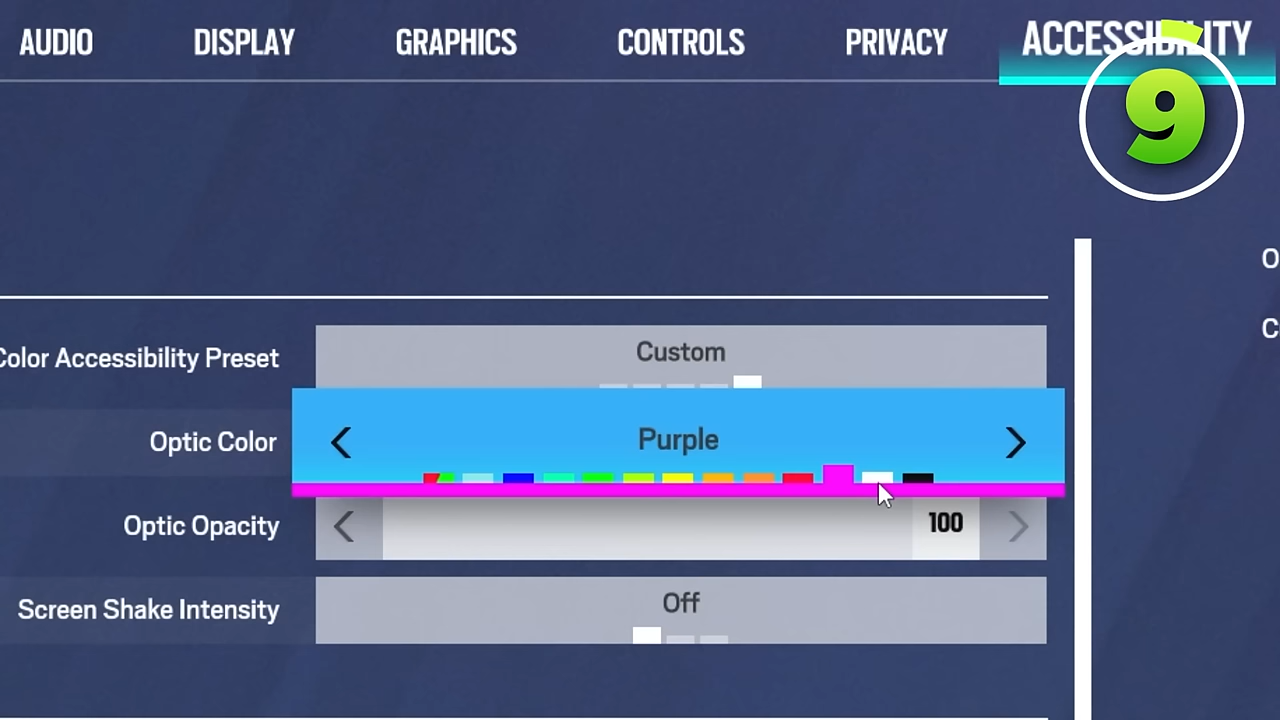 AUDIO DISPLAY GRAPHICS CONTROLS PRIVACY ACCESSIBILITY
9
O
Color Accessibility Preset Custom
C
Optic Color Purple
Optic Opacity 100
Screen Shake Intensity Off